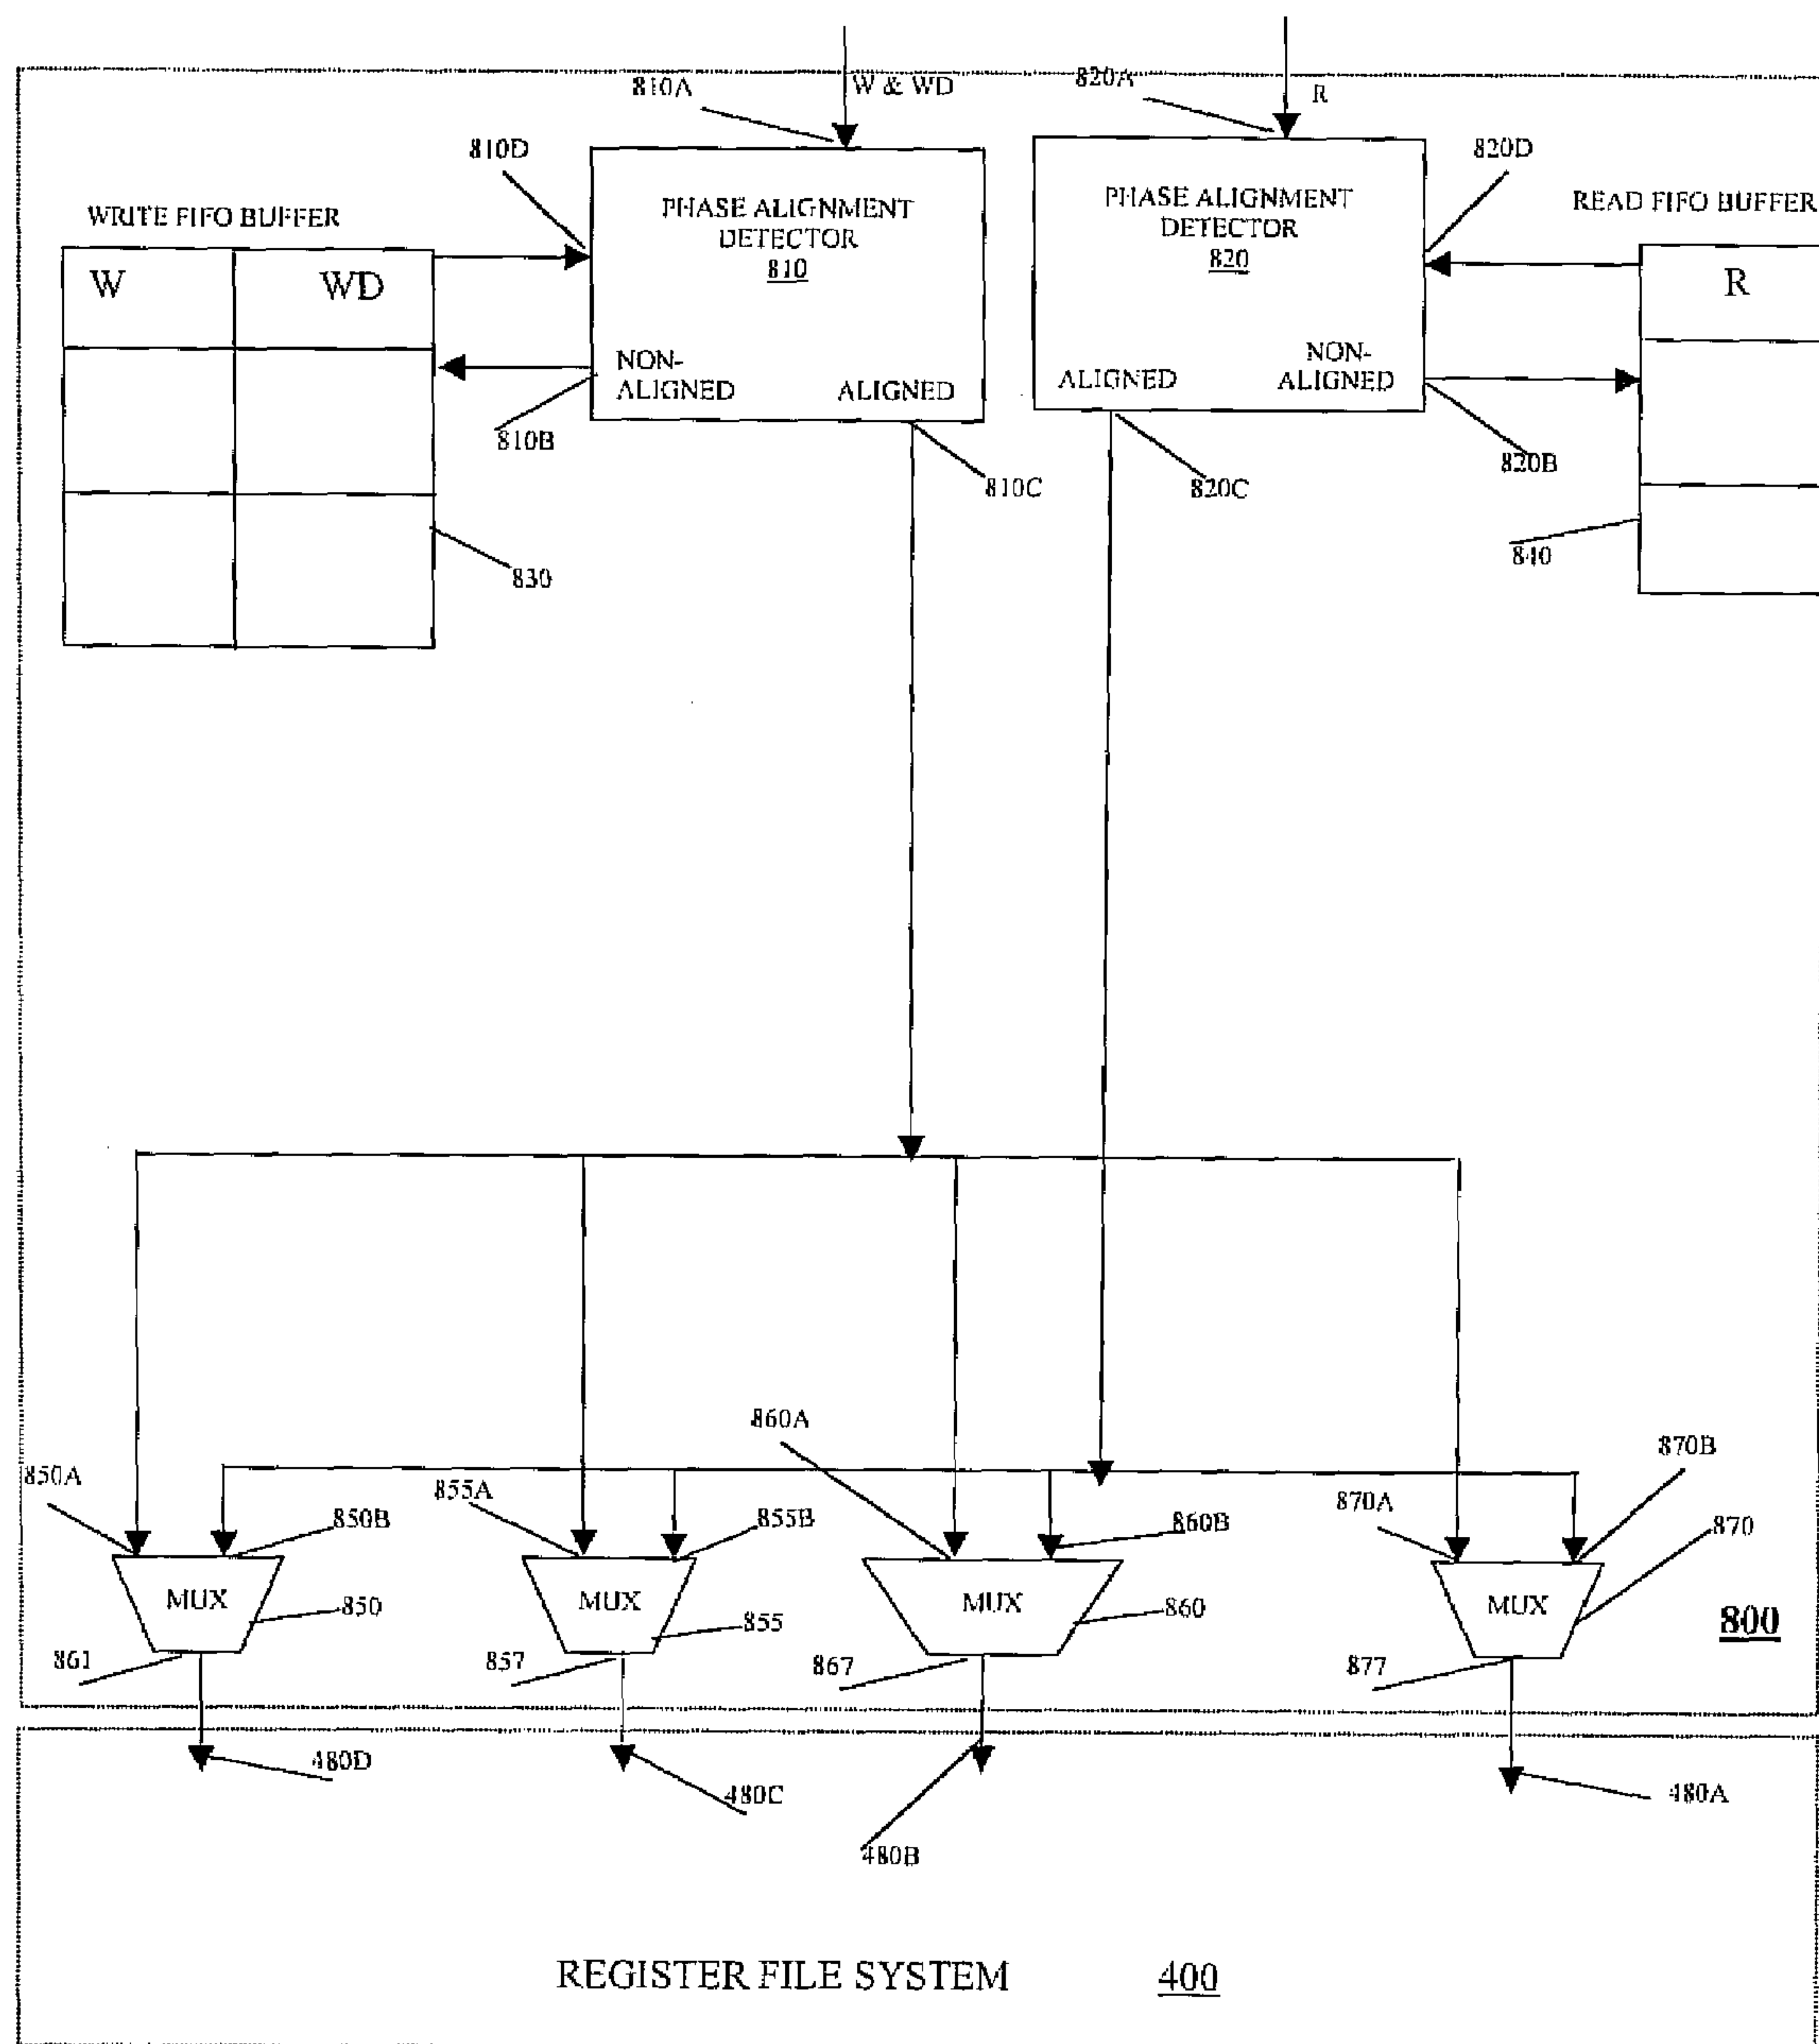 810A
W & WD
820A
R
810D
820D
WRITE FIFO BUFFER
PHASE ALIGNMENT
DETECTOR
810
PHASE ALIGNMENT
DETECTOR
820
READ FIFO BUFFER
W
WD
R
NON-
ALIGNED
ALIGNED
ALIGNED
NON-
ALIGNED
810B
810C
820C
820B
830
840
850A
850B
855A
855B
860A
860B
870A
870B
870
MUX
850
MUX
855
MUX
860
MUX
800
861
857
867
877
480D
480C
480B
480A
REGISTER FILE SYSTEM
400